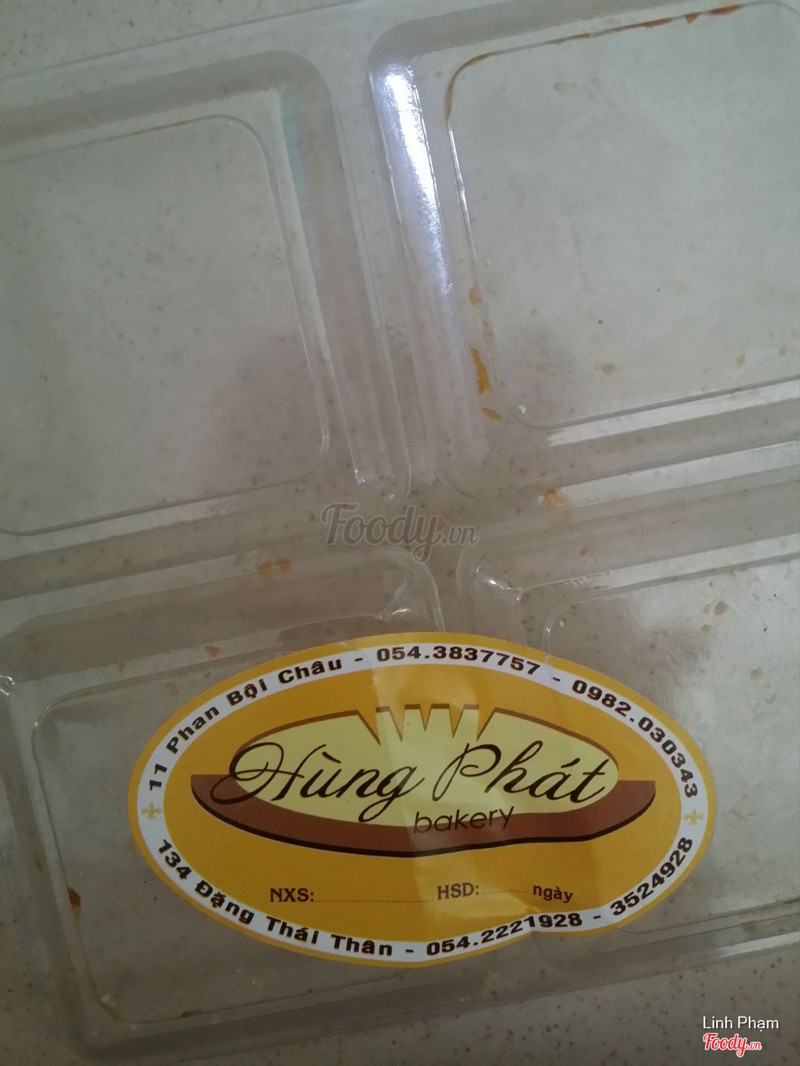 Foody.vn
11 Phan Bội Châu - 054.3837757 - 0982.030343
Hùng Phát
bakery
NXS:.................... HSD:.......... ngày
134 Đặng Thái Thân - 054.2221928 - 3524928
Linh Phạm
Foody.vn